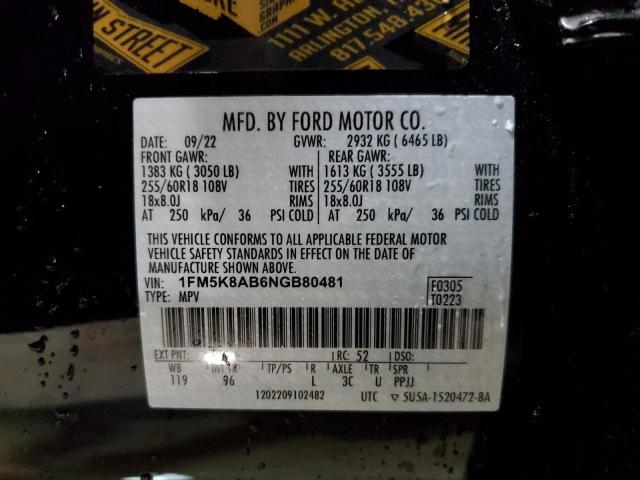 MAIN STREET
1111 W.
ARLINGTON,
817.548.430
MFD. BY FORD MOTOR CO.
DATE: 09/22 GVWR: 2932 KG ( 6465 LB)
FRONT GAWR: REAR GAWR:
1383 KG ( 3050 LB) WITH 1613 KG ( 3555 LB) WITH
255/60R18 108V TIRES 255/60R18 108V TIRES
18x8.0J RIMS 18x8.0J RIMS
AT 250 kPa/ 36 PSI COLD AT 250 kPa/ 36 PSI COLD
THIS VEHICLE CONFORMS TO ALL APPLICABLE FEDERAL MOTOR
VEHICLE SAFETY STANDARDS IN EFFECT ON THE DATE OF
MANUFACTURE SHOWN ABOVE.
VIN: 1FM5K8AB6NGB80481 F0305
TYPE: MPV T0223
EXT PNT: RC: 52 DSO:
WB INT TR TP/PS R AXLE TR SPR
119 96 L 3C U PPJJ
1202209102482 UTC 5U5A-1520472-BA